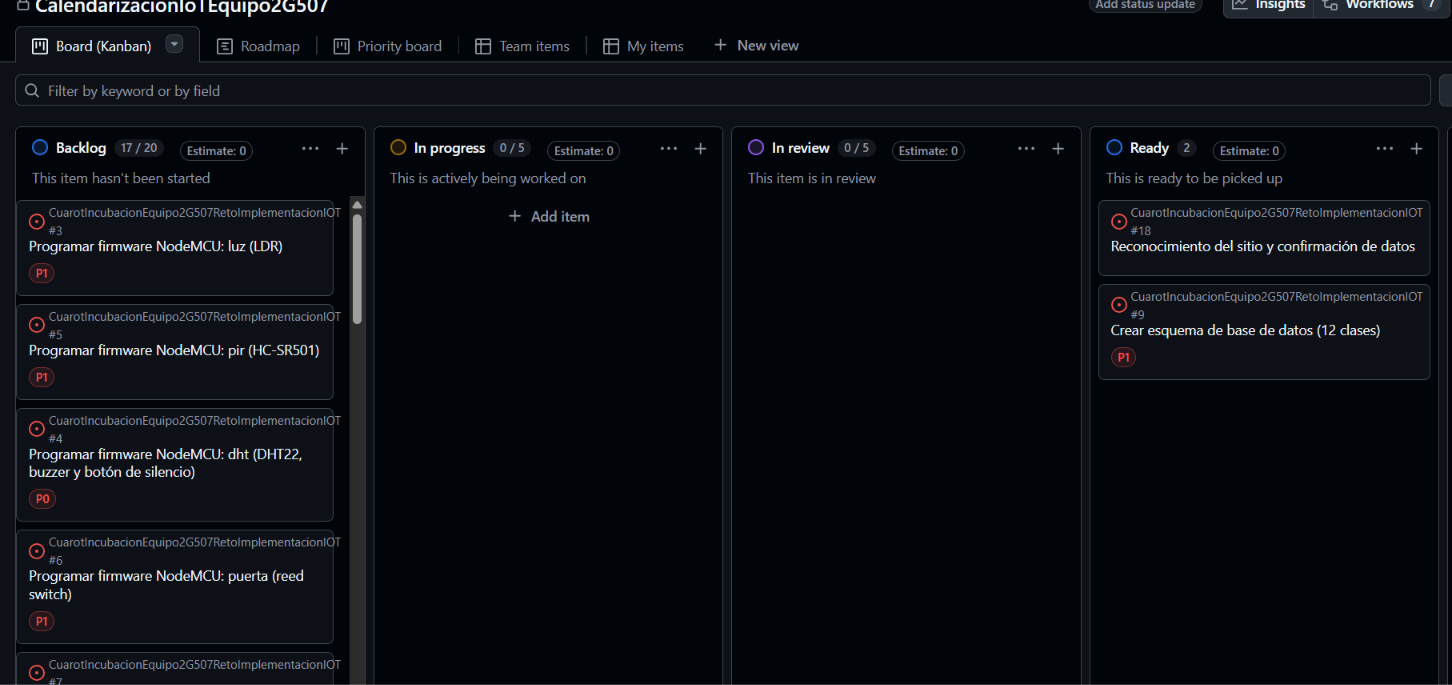 CalendarizacionIoTEquipo2G507
Add status update
Insights
Workflows 7
Board (Kanban)
Roadmap
Priority board
Team items
My items
New view
Filter by keyword or by field
Backlog 17 / 20 Estimate: 0
This item hasn't been started
CuarotIncubacionEquipo2G507RetoImplementacionIOT
#3
Programar firmware NodeMCU: luz (LDR)
P1
CuarotIncubacionEquipo2G507RetoImplementacionIOT
#5
Programar firmware NodeMCU: pir (HC-SR501)
P1
CuarotIncubacionEquipo2G507RetoImplementacionIOT
#4
Programar firmware NodeMCU: dht (DHT22,
buzzer y botón de silencio)
P0
CuarotIncubacionEquipo2G507RetoImplementacionIOT
#6
Programar firmware NodeMCU: puerta (reed
switch)
P1
CuarotIncubacionEquipo2G507RetoImplementacionIOT
#7
In progress 0 / 5 Estimate: 0
This is actively being worked on
Add item
In review 0 / 5 Estimate: 0
This item is in review
Ready 2 Estimate: 0
This is ready to be picked up
CuarotIncubacionEquipo2G507RetoImplementacionIOT
#18
Reconocimiento del sitio y confirmación de datos
CuarotIncubacionEquipo2G507RetoImplementacionIOT
#9
Crear esquema de base de datos (12 clases)
P1